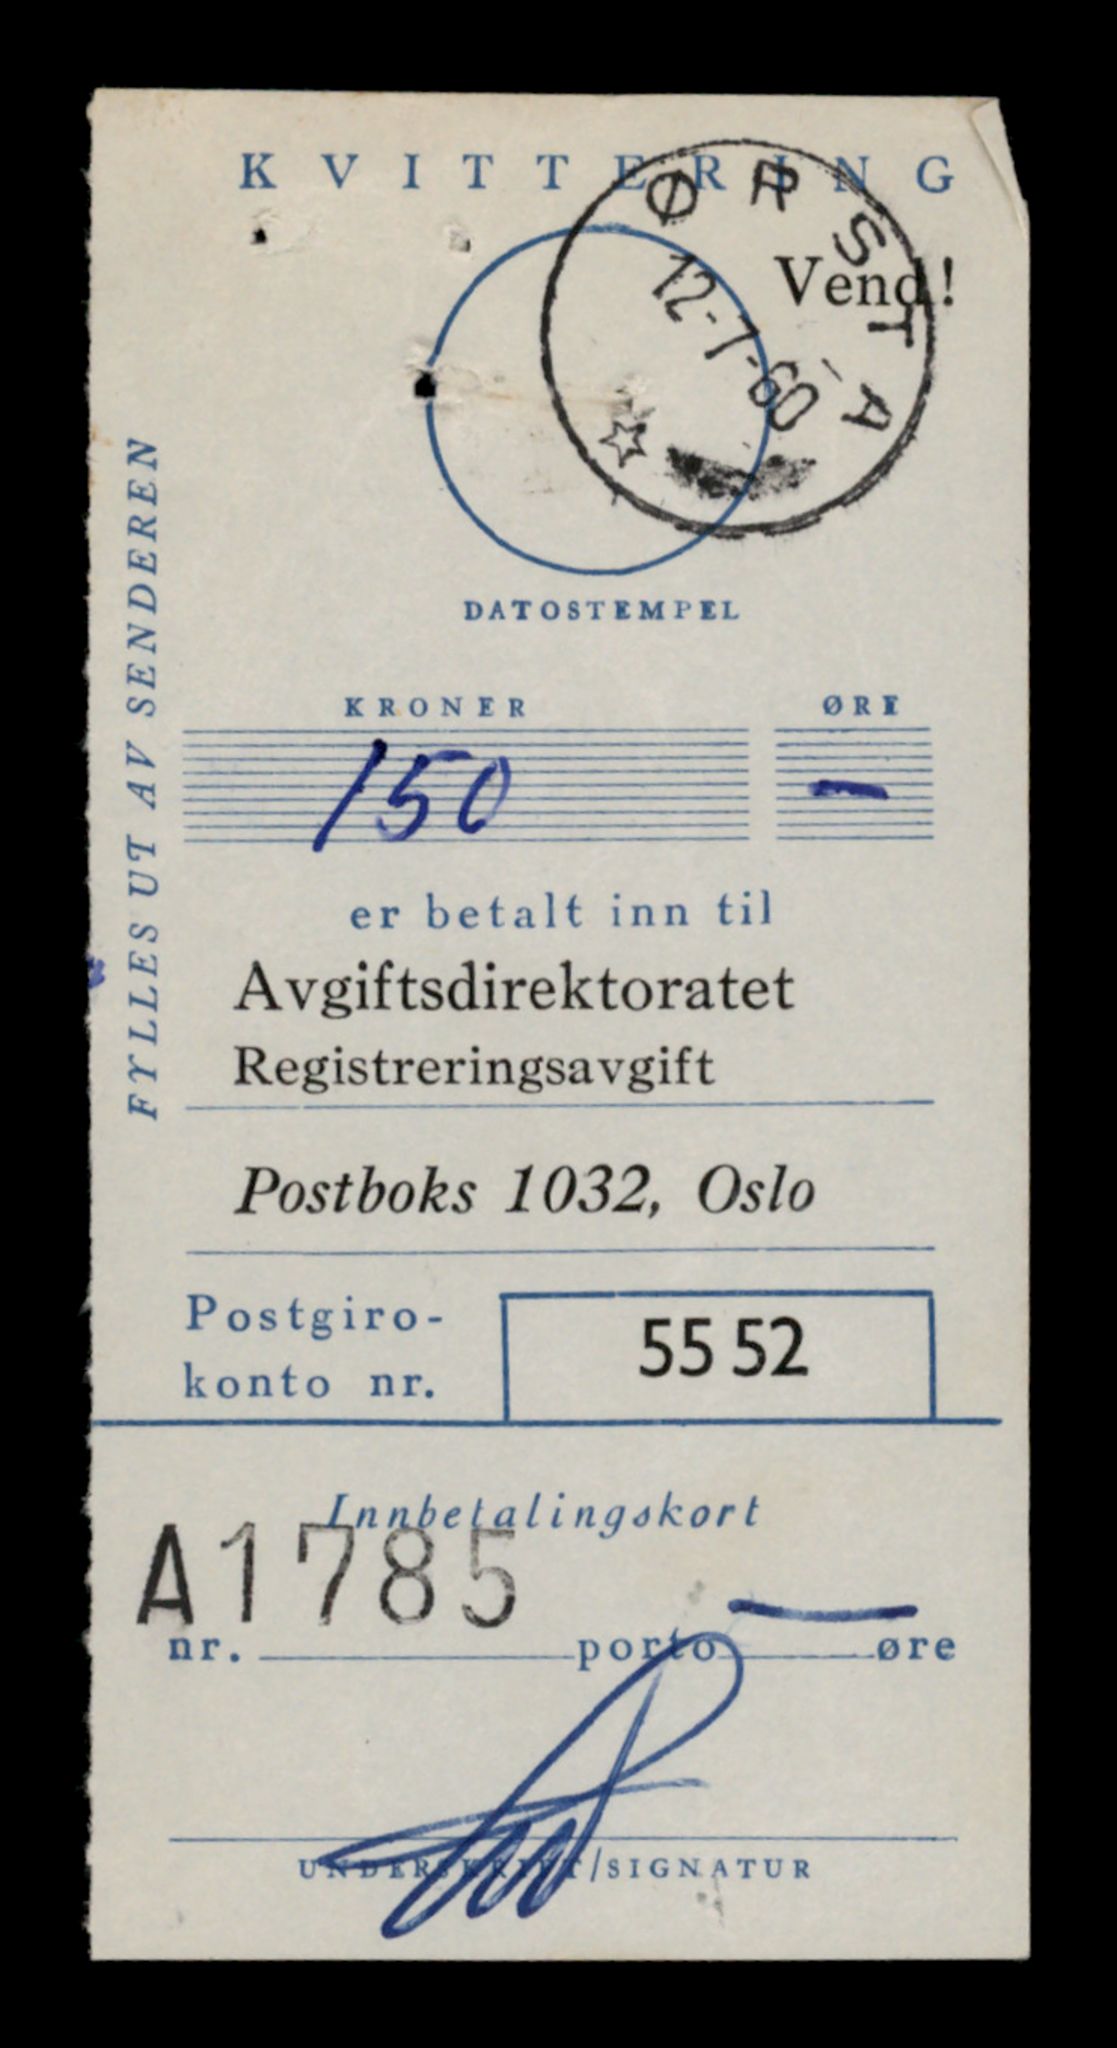 KVITTERING
ØRSTA
Vend!
12-7-60
DATOSTEMPEL
FYLLES UT AV SENDEREN
KRONER ØRE
150 —
er betalt inn til
Avgiftsdirektoratet
Registreringsavgift
Postboks 1032, Oslo
Postgiro-
konto nr. 55 52
Innbetalingskort
A1785 —
nr. porto øre
UNDERSKRIFT/SIGNATUR